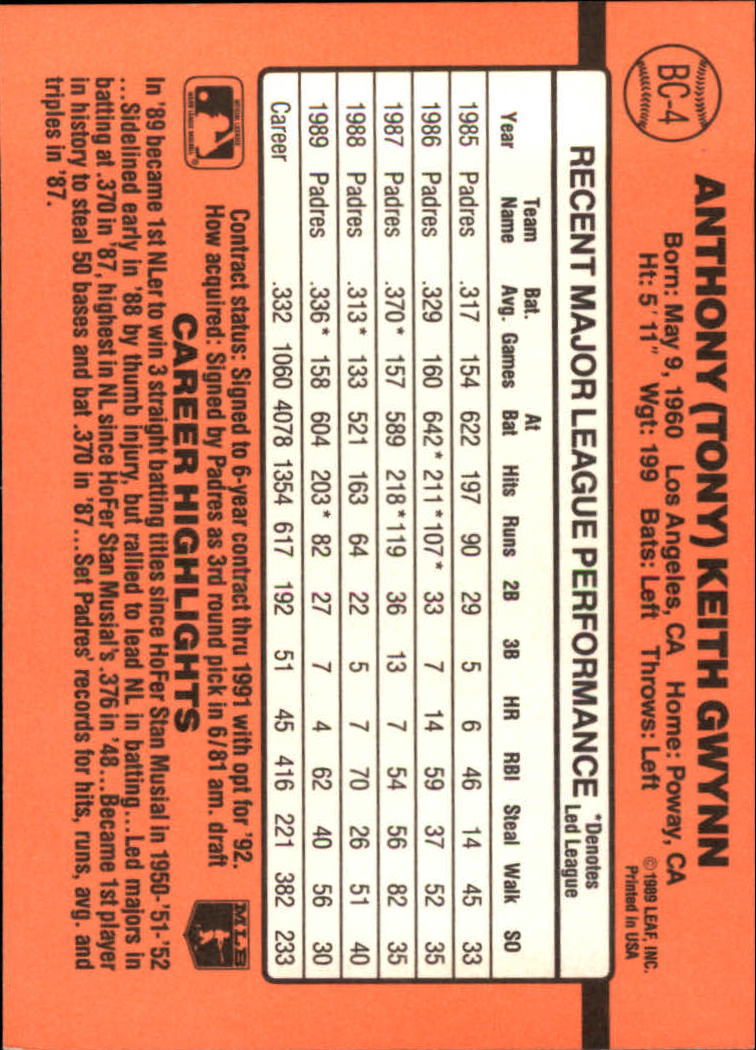 BC-4
ANTHONY (TONY) KEITH GWYNN
Born: May 9, 1960 Los Angeles, CA Home: Poway, CA
Ht: 5' 11" Wgt: 199 Bats: Left Throws: Left
©1989 LEAF, INC.
Printed in USA
RECENT MAJOR LEAGUE PERFORMANCE *Denotes Led League
Year Team Name Bat. Avg. Games At Bat Hits Runs 2B 3B HR RBI Steal Walk SO
1985 Padres .317 154 622 197 90 29 5 6 46 14 45 33
1986 Padres .329 160 642* 211* 107* 33 7 14 59 37 52 35
1987 Padres .370* 157 589 218* 119 36 13 7 54 56 82 35
1988 Padres .313* 133 521 163 64 22 5 7 70 26 51 40
1989 Padres .336* 158 604 203* 82 27 7 4 62 40 56 30
Career .332 1060 4078 1354 617 192 51 45 416 221 382 233
Contract status: Signed to 6-year contract thru 1991 with opt for '92.
How acquired: Signed by Padres as 3rd round pick in 6/81 am. draft
MLB
CAREER HIGHLIGHTS
In '89 became 1st NLer to win 3 straight batting titles since HoFer Stan Musial in 1950-'51-'52
...Sidelined early in '88 by thumb injury, but rallied to lead NL in batting...Led majors in
batting at .370 in '87, highest in NL since HoFer Stan Musial's .376 in '48...Became 1st player
in history to steal 50 bases and bat .370 in '87...Set Padres' records for hits, runs, avg. and
triples in '87.